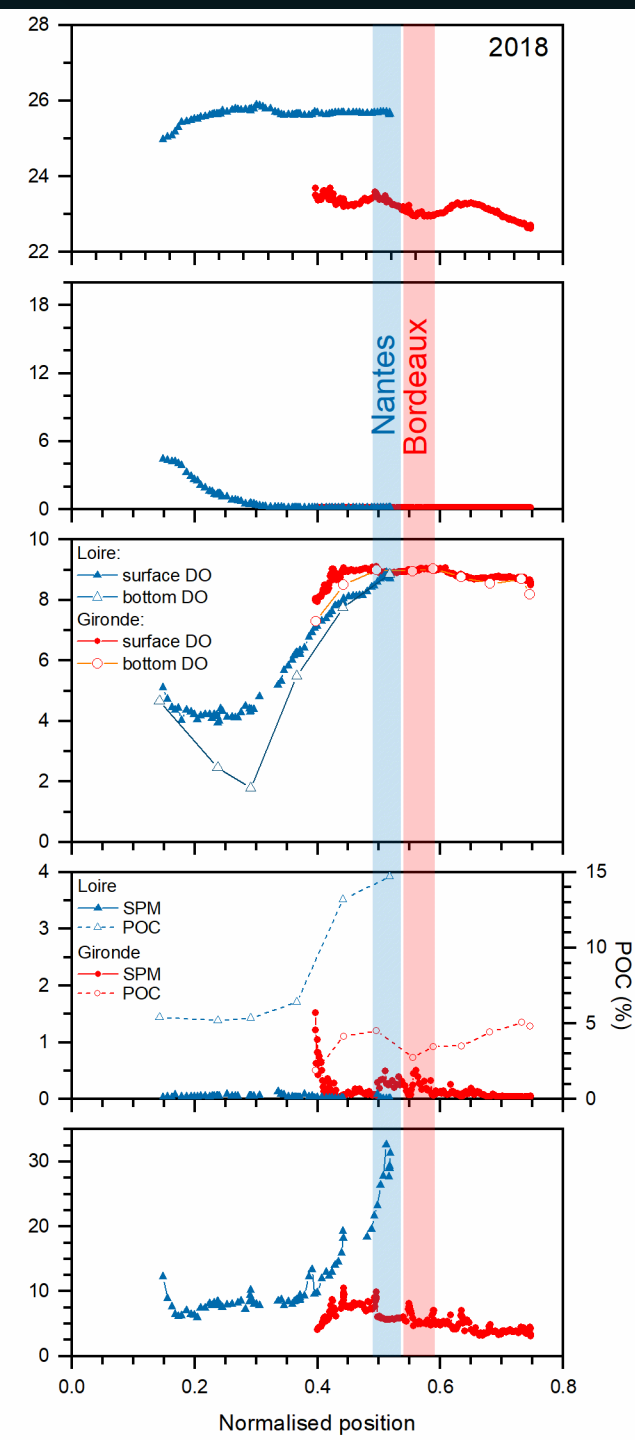 28
2018
26
24
22
18
12
6
0
Nantes
Bordeaux
10
Loire:
surface DO
bottom DO
8
Gironde:
surface DO
bottom DO
6
4
2
0
4
15
Loire
SPM
POC
3
10
Gironde
SPM
POC
2
POC (%)
1
5
0
0
30
20
10
0
0.0 0.2 0.4 0.6 0.8
Normalised position